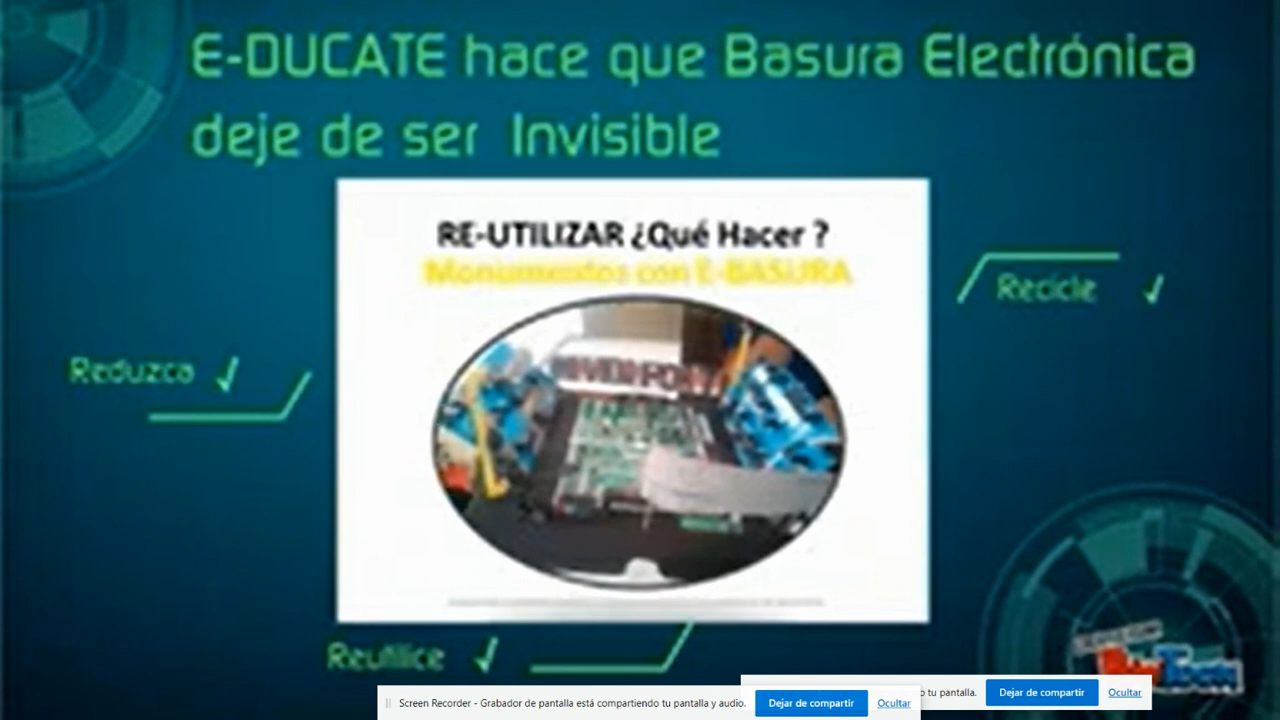 E-DUCATE hace que Basura Electrónica
deje de ser Invisible
RE-UTILIZAR ¿Qué Hacer ?
Monumentos con E-BASURA
Recicle
Reduzca
Reutilice
o tu pantalla.
Dejar de compartir
Ocultar
Screen Recorder - Grabador de pantalla está compartiendo tu pantalla y audio.
Dejar de compartir
Ocultar